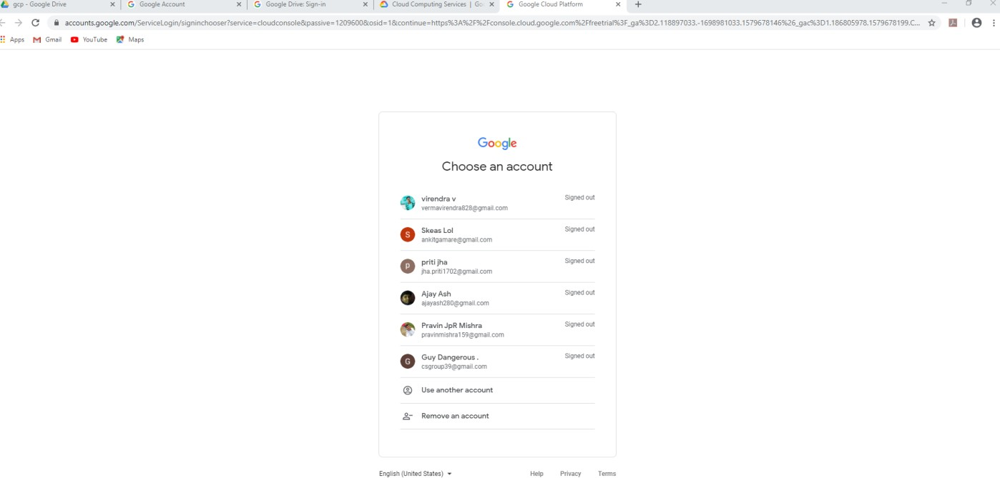 gcp - Google Drive
Google Account
Google Drive: Sign-in
Cloud Computing Services | Goo
Google Cloud Platform
accounts.google.com/ServiceLogin/signinchooser?service=cloudconsole&passive=1209600&osid=1&continue=https%3A%2F%2Fconsole.cloud.google.com%2Ffreetrial%3F_ga%3D2.118897033.-1698981033.1579678146%26_gac%3D1.186805978.1579678199.C...
Apps Gmail YouTube Maps
Google
Choose an account
virendra v Signed out
vermavirendra828@gmail.com
S Skeas Lol Signed out
ankitgamare@gmail.com
p priti jha Signed out
jha.priti1702@gmail.com
Ajay Ash Signed out
ajayash280@gmail.com
Pravin JpR Mishra Signed out
pravinmishra159@gmail.com
G Guy Dangerous . Signed out
csgroup39@gmail.com
Use another account
Remove an account
English (United States) Help Privacy Terms